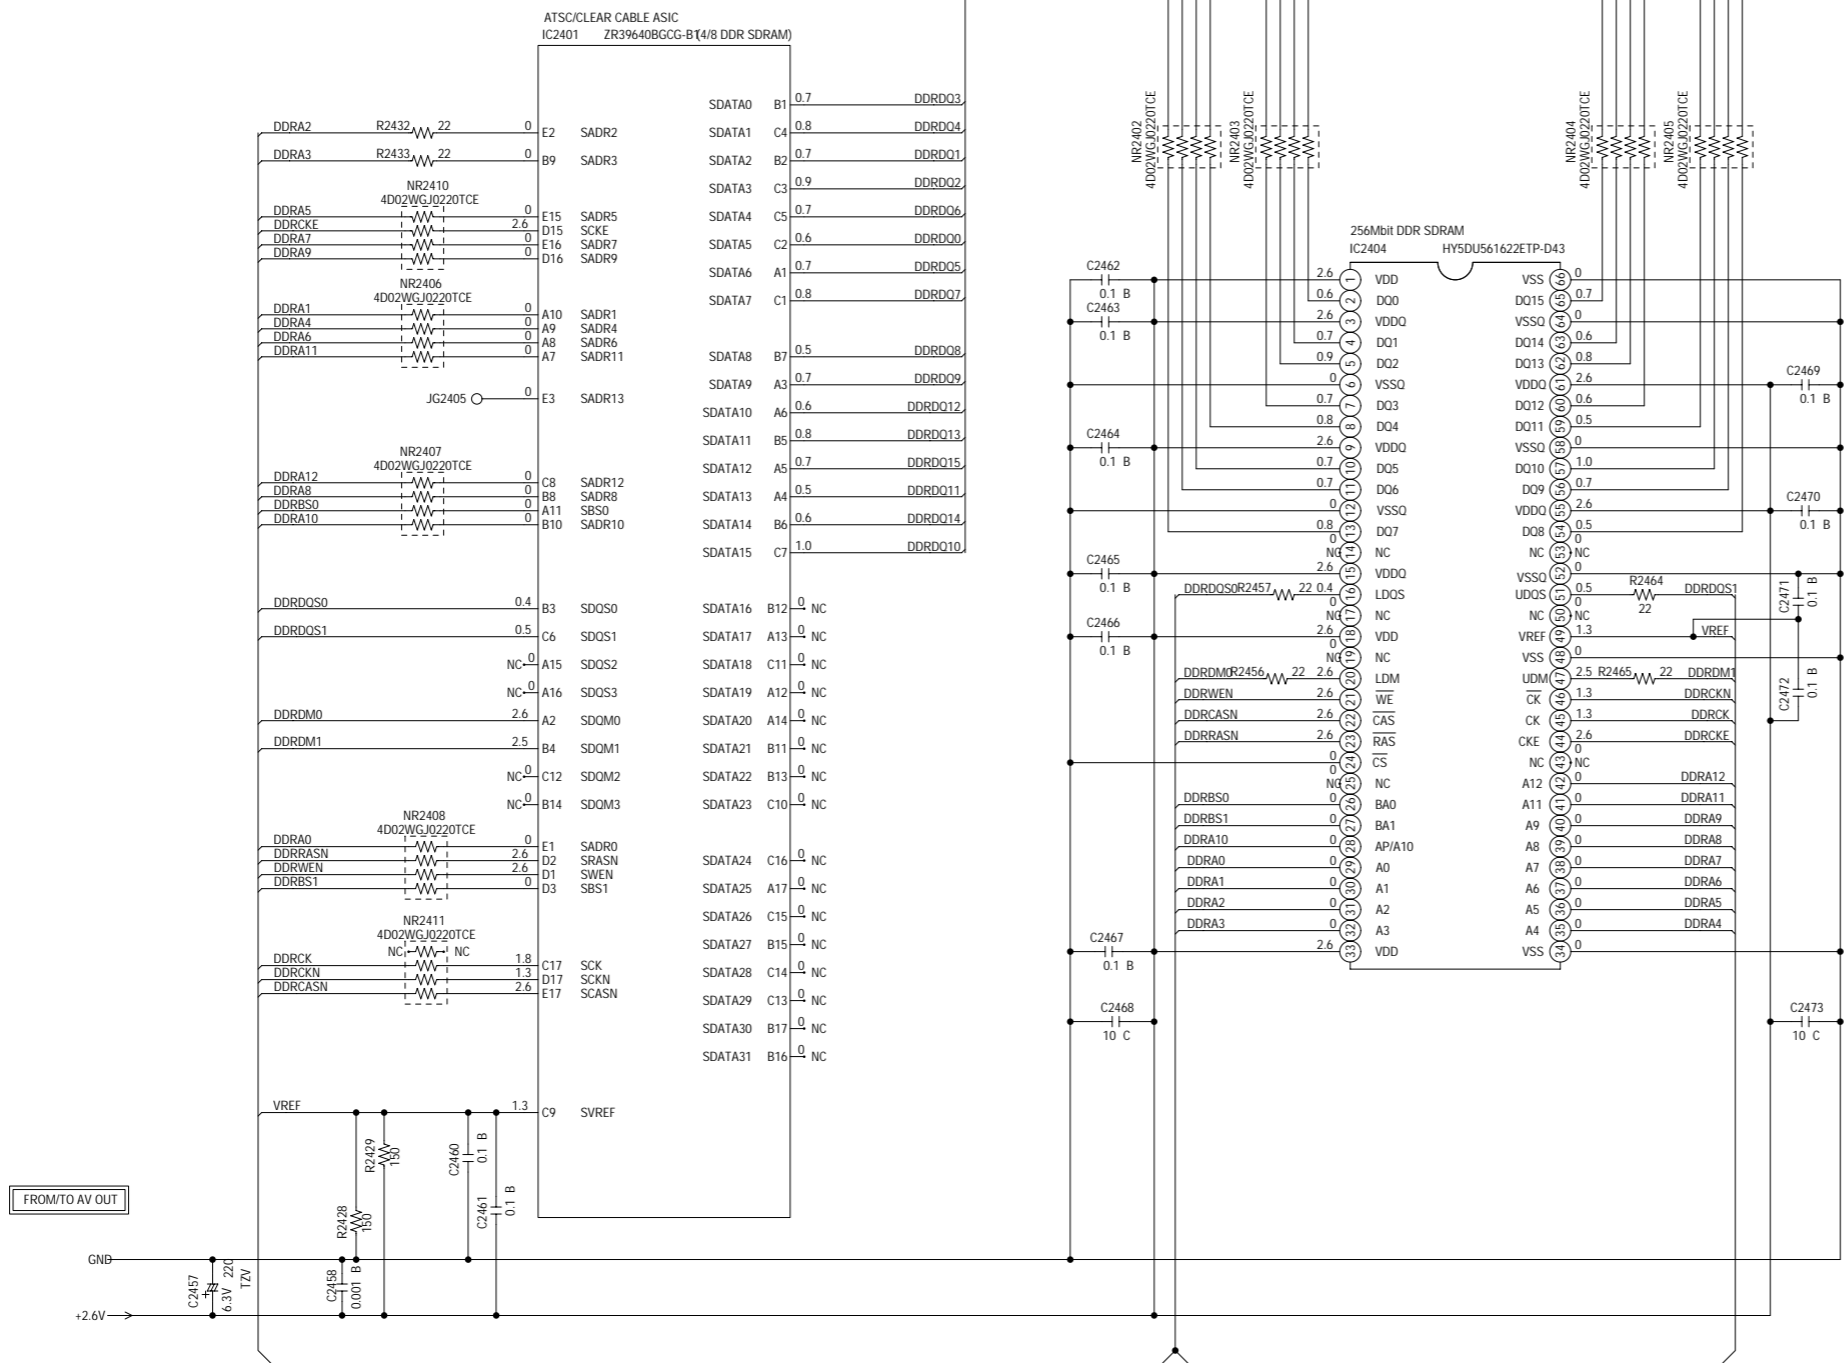 ATSC/CLEAR CABLE ASIC
IC2401 ZR39640BGCG-B1(4/8 DDR SDRAM)
SDATA0 B1 0.7 DDRDQ3
DDRA2 R2432 22 0 E2 SADR2 SDATA1 C4 0.8 DDRDQ4
DDRA3 R2433 22 0 B9 SADR3 SDATA2 B2 0.7 DDRDQ1
SDATA3 C3 0.9 DDRDQ2
NR2410
4D02WGJ0220TCE
DDRA5 0 E15 SADR5 SDATA4 C5 0.7 DDRDQ6
DDRCKE 2.6 D15 SCKE
DDRA7 0 E16 SADR7 SDATA5 C2 0.6 DDRDQ0
DDRA9 0 D16 SADR9
SDATA6 A1 0.7 DDRDQ5
NR2406
4D02WGJ0220TCE
SDATA7 C1 0.8 DDRDQ7
DDRA1 0 A10 SADR1
DDRA4 0 A9 SADR4
DDRA6 0 A8 SADR6
DDRA11 0 A7 SADR11 SDATA8 B7 0.5 DDRDQ8
SDATA9 A3 0.7 DDRDQ9
JG2405 0 E3 SADR13
SDATA10 A6 0.6 DDRDQ12
SDATA11 B5 0.8 DDRDQ13
NR2407
4D02WGJ0220TCE
SDATA12 A5 0.7 DDRDQ15
DDRA12 0 C8 SADR12
DDRA8 0 B8 SADR8 SDATA13 A4 0.5 DDRDQ11
DDRBS0 0 A11 SBS0
DDRA10 0 B10 SADR10 SDATA14 B6 0.6 DDRDQ14
SDATA15 C7 1.0 DDRDQ10
DDRDQS0 0.4 B3 SDQS0 SDATA16 B12 0 NC
DDRDQS1 0.5 C6 SDQS1 SDATA17 A13 0 NC
NC 0 A15 SDQS2 SDATA18 C11 0 NC
NC 0 A16 SDQS3 SDATA19 A12 0 NC
DDRDM0 2.6 A2 SDQM0 SDATA20 A14 0 NC
DDRDM1 2.5 B4 SDQM1 SDATA21 B11 0 NC
NC 0 C12 SDQM2 SDATA22 B13 0 NC
NC 0 B14 SDQM3 SDATA23 C10 0 NC
NR2408
4D02WGJ0220TCE
DDRA0 0 E1 SADR0
DDRRASN 2.6 D2 SRASN SDATA24 C16 0 NC
DDRWEN 2.6 D1 SWEN
DDRBS1 0 D3 SBS1 SDATA25 A17 0 NC
SDATA26 C15 0 NC
NR2411
4D02WGJ0220TCE
SDATA27 B15 0 NC
NC NC
DDRCK 1.8 C17 SCK SDATA28 C14 0 NC
DDRCKN 1.3 D17 SCKN
DDRCASN 2.6 E17 SCASN SDATA29 C13 0 NC
SDATA30 B17 0 NC
SDATA31 B16 0 NC
VREF 1.3 C9 SVREF
R2429 150
C2460 0.1 B
R2428 150
C2461 0.1 B
FROM/TO AV OUT
GND
C2457 6.3V 220 TZV
C2458 0.001 B
+2.6V
NR2402 4D02WGJ0220TCE
NR2403 4D02WGJ0220TCE
NR2404 4D02WGJ0220TCE
NR2405 4D02WGJ0220TCE
256Mbit DDR SDRAM
IC2404 HY5DU561622ETP-D43
C2462 0.1 B
2.6 1 VDD VSS 66 0
0.6 2 DQ0 DQ15 65 0.7
C2463 0.1 B
2.6 3 VDDQ VSSQ 64 0
0.7 4 DQ1 DQ14 63 0.6
0.9 5 DQ2 DQ13 62 0.8
0 6 VSSQ VDDQ 61 2.6
C2469 0.1 B
0.7 7 DQ3 DQ12 60 0.6
0.8 8 DQ4 DQ11 59 0.5
C2464 0.1 B
2.6 9 VDDQ VSSQ 58 0
0.7 10 DQ5 DQ10 57 1.0
0.7 11 DQ6 DQ9 56 0.7
0 12 VSSQ VDDQ 55 2.6
C2470 0.1 B
0.8 13 DQ7 DQ8 54 0.5
NC 0 14 NC NC 53 0 NC
C2465 0.1 B
2.6 15 VDDQ VSSQ 52 0
DDRDQS0 R2457 22 0.4 16 LDQS UDQS 51 0.5 R2464 22 DDRDQS1
C2471 0.1 B
NC 0 17 NC NC 50 0 NC
C2466 0.1 B
2.6 18 VDD VREF 49 1.3 VREF
NC 0 19 NC VSS 48 0
DDRDM0 R2456 22 2.6 20 LDM UDM 47 2.5 R2465 22 DDRDM1
C2472 0.1 B
DDRWEN 2.6 21 WE CK 46 1.3 DDRCKN
DDRCASN 2.6 22 CAS CK 45 1.3 DDRCK
DDRRASN 2.6 23 RAS CKE 44 2.6 DDRCKE
0 24 CS NC 43 0 NC
NC 0 25 NC A12 42 0 DDRA12
DDRBS0 0 26 BA0 A11 41 0 DDRA11
DDRBS1 0 27 BA1 A9 40 0 DDRA9
DDRA10 0 28 AP/A10 A8 39 0 DDRA8
DDRA0 0 29 A0 A7 38 0 DDRA7
DDRA1 0 30 A1 A6 37 0 DDRA6
DDRA2 0 31 A2 A5 36 0 DDRA5
DDRA3 0 32 A3 A4 35 0 DDRA4
C2467 0.1 B
2.6 33 VDD VSS 34 0
C2468 10 C
C2473 10 C